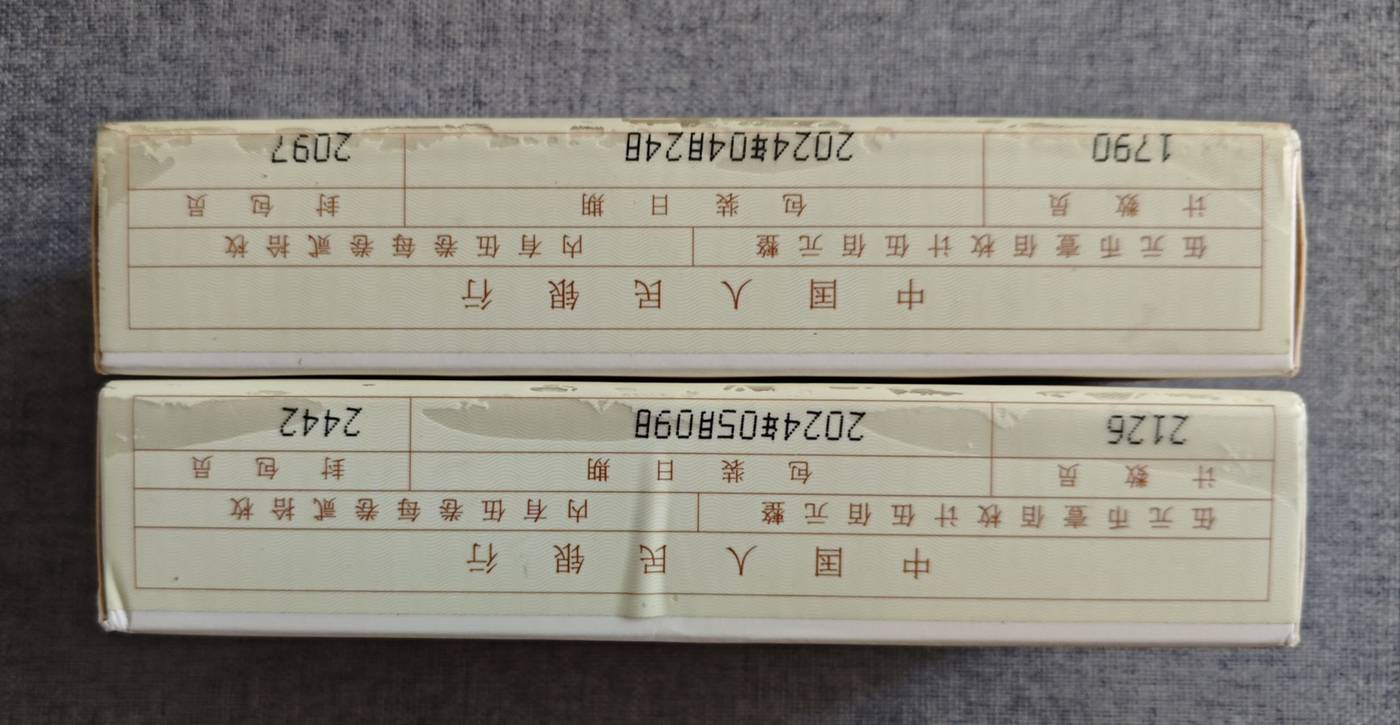 中国人民银行
伍元币壹佰枚计伍佰元整 内有伍卷每卷贰拾枚
计数员 包装日期 封包员
2126 2024年05月09日 2442
中国人民银行
伍元币壹佰枚计伍佰元整 内有伍卷每卷贰拾枚
计数员 包装日期 封包员
1790 2024年04月24日 2097